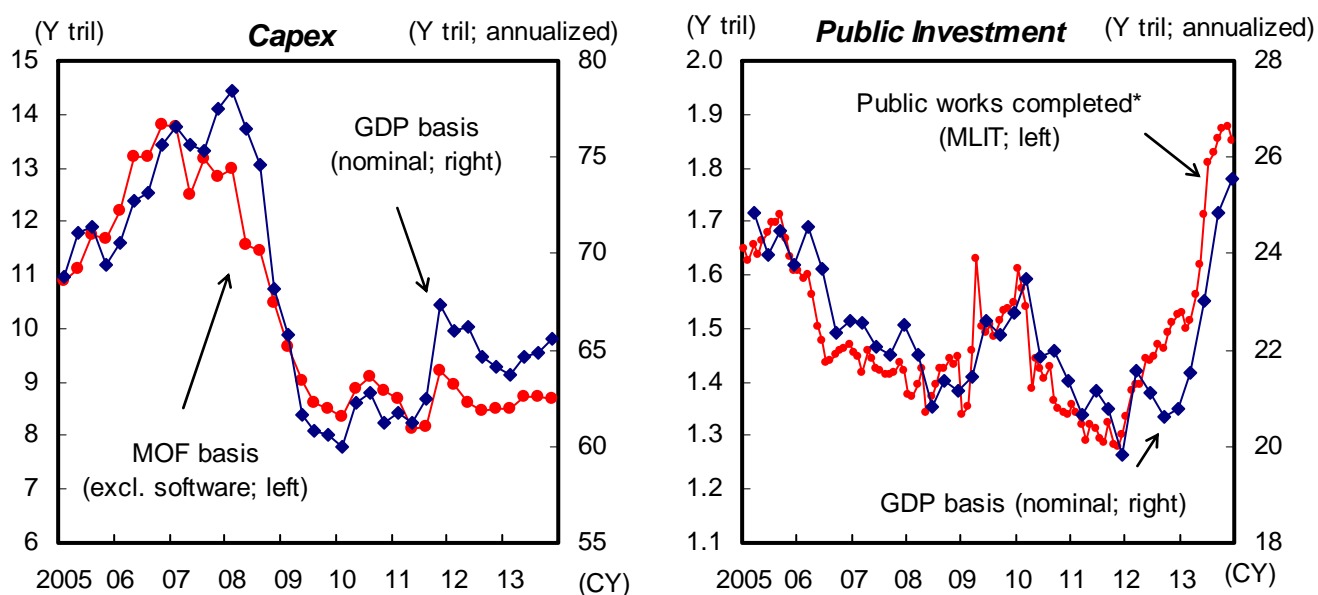 (Y tril)
Capex
(Y tril; annualized)
15
14
13
12
11
10
9
8
7
6
80
75
70
65
60
55
GDP basis
(nominal; right)
MOF basis
(excl. software; left)
2005 06 07 08 09 10 11 12 13
(CY)
(Y tril)
Public Investment
(Y tril; annualized)
2.0
1.9
1.8
1.7
1.6
1.5
1.4
1.3
1.2
1.1
28
26
24
22
20
18
Public works completed*
(MLIT; left)
GDP basis (nominal; right)
2005 06 07 08 09 10 11 12 13
(CY)